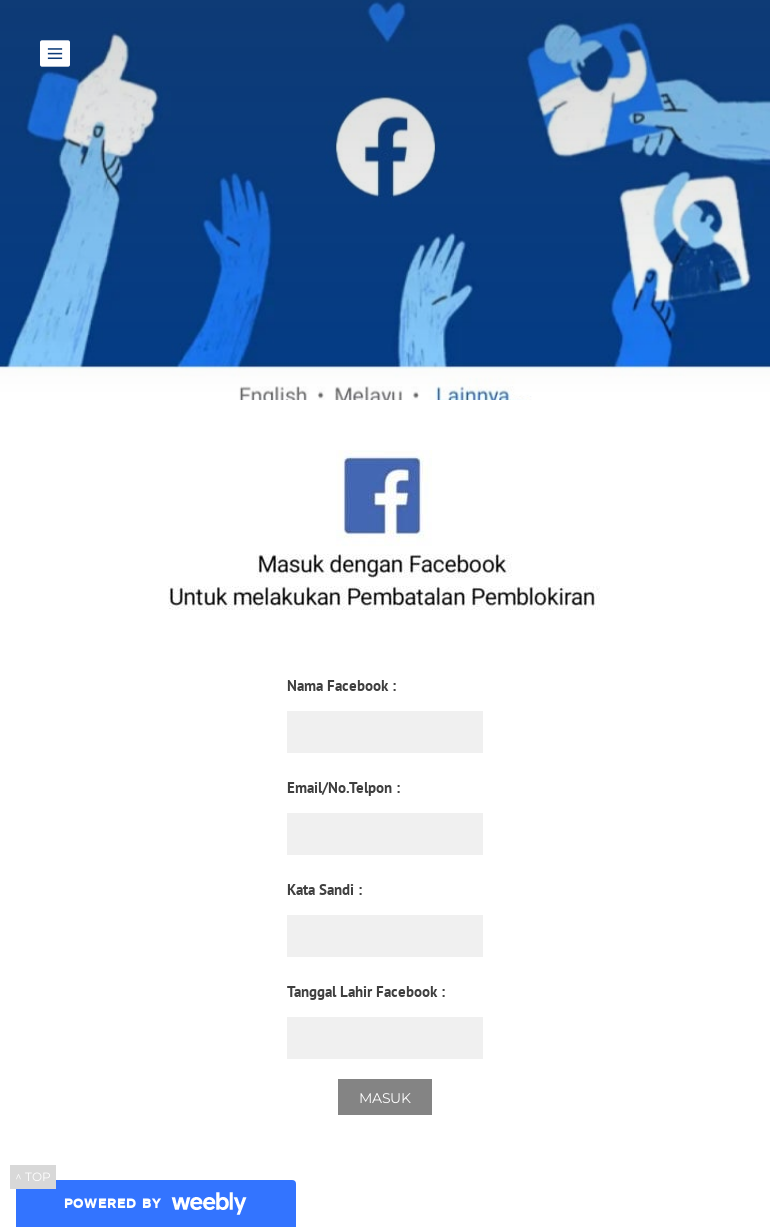 English • Melayu • Lainnya
Masuk dengan Facebook
Untuk melakukan Pembatalan Pemblokiran
Nama Facebook :
Email/No.Telpon :
Kata Sandi :
Tanggal Lahir Facebook :
MASUK
^ TOP
POWERED BY weebly